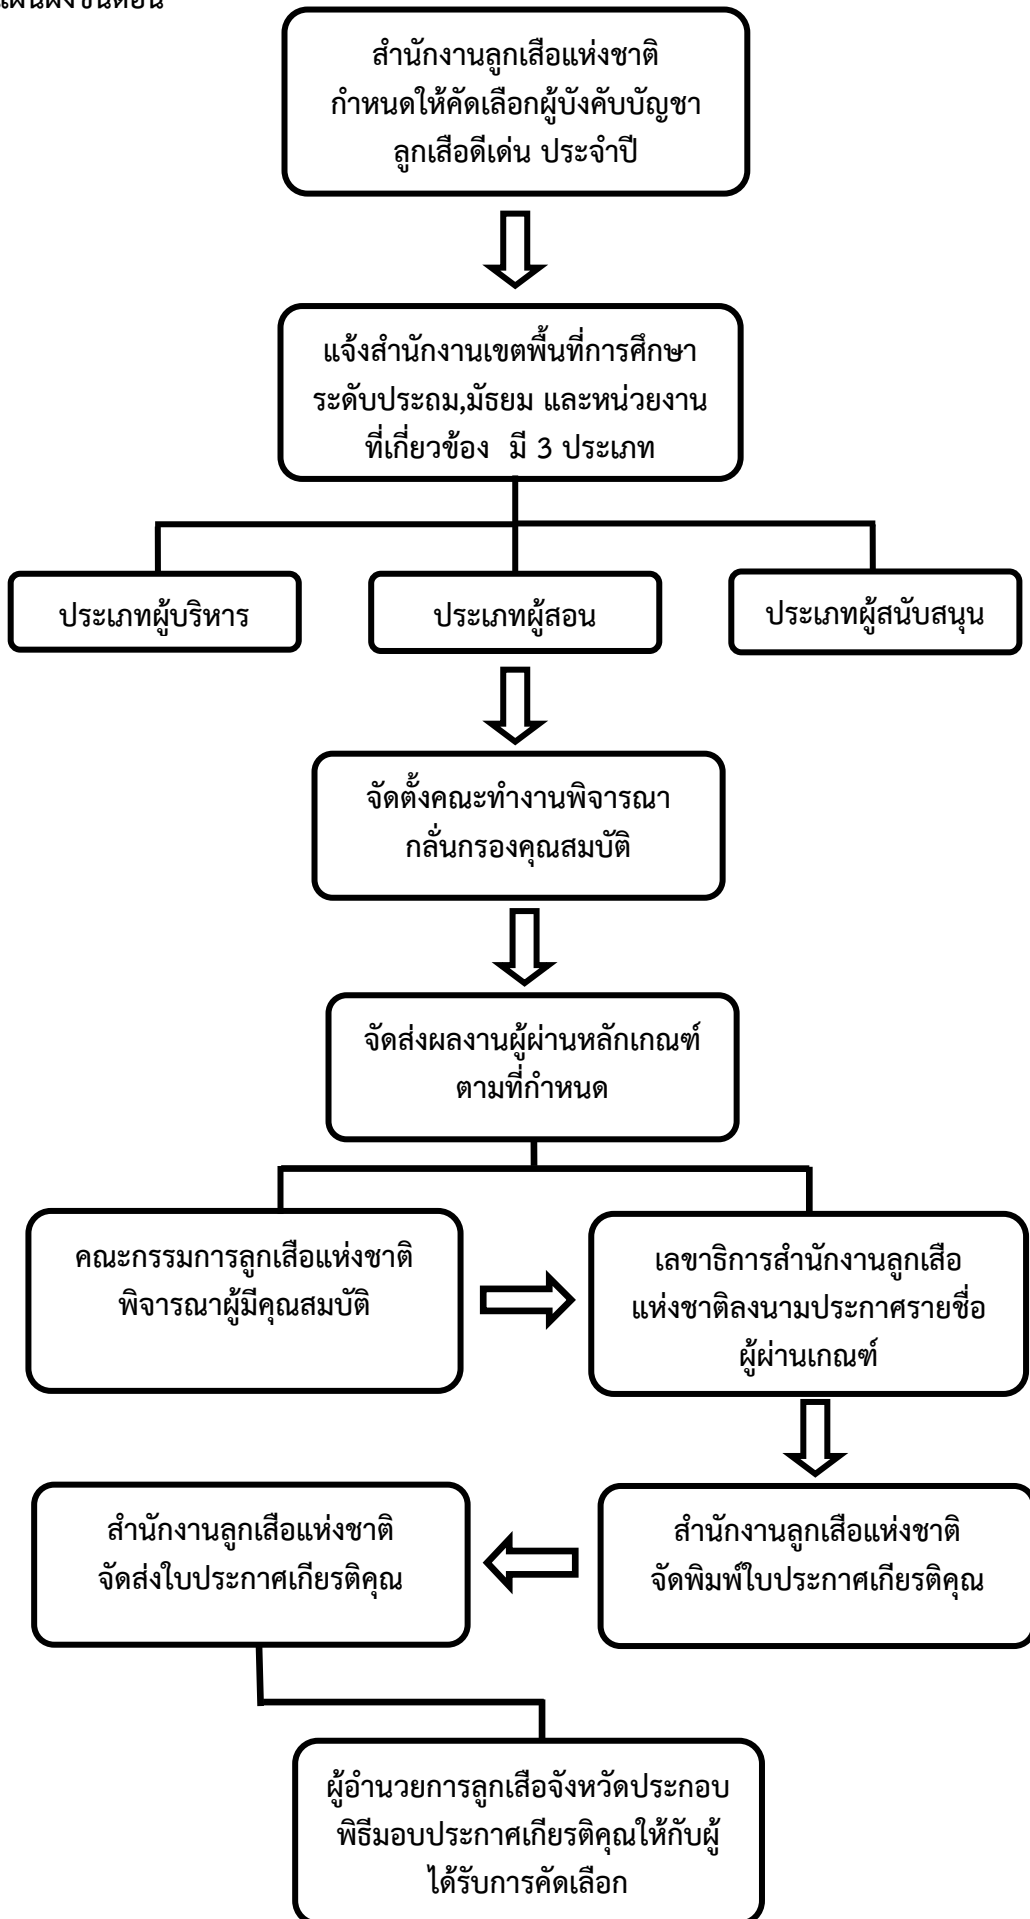 แผนผังขั้นตอน
สำนักงานลูกเสือแห่งชาติ
กำหนดให้คัดเลือกผู้บังคับบัญชา
ลูกเสือดีเด่น ประจำปี
แจ้งสำนักงานเขตพื้นที่การศึกษา
ระดับประถม,มัธยม และหน่วยงาน
ที่เกี่ยวข้อง มี 3 ประเภท
ประเภทผู้บริหาร
ประเภทผู้สอน
ประเภทผู้สนับสนุน
จัดตั้งคณะทำงานพิจารณา
กลั่นกรองคุณสมบัติ
จัดส่งผลงานผู้ผ่านหลักเกณฑ์
ตามที่กำหนด
คณะกรรมการลูกเสือแห่งชาติ
พิจารณาผู้มีคุณสมบัติ
เลขาธิการสำนักงานลูกเสือ
แห่งชาติลงนามประกาศรายชื่อ
ผู้ผ่านเกณฑ์
สำนักงานลูกเสือแห่งชาติ
จัดส่งใบประกาศเกียรติคุณ
สำนักงานลูกเสือแห่งชาติ
จัดพิมพ์ใบประกาศเกียรติคุณ
ผู้อำนวยการลูกเสือจังหวัดประกอบ
พิธีมอบประกาศเกียรติคุณให้กับผู้
ได้รับการคัดเลือก